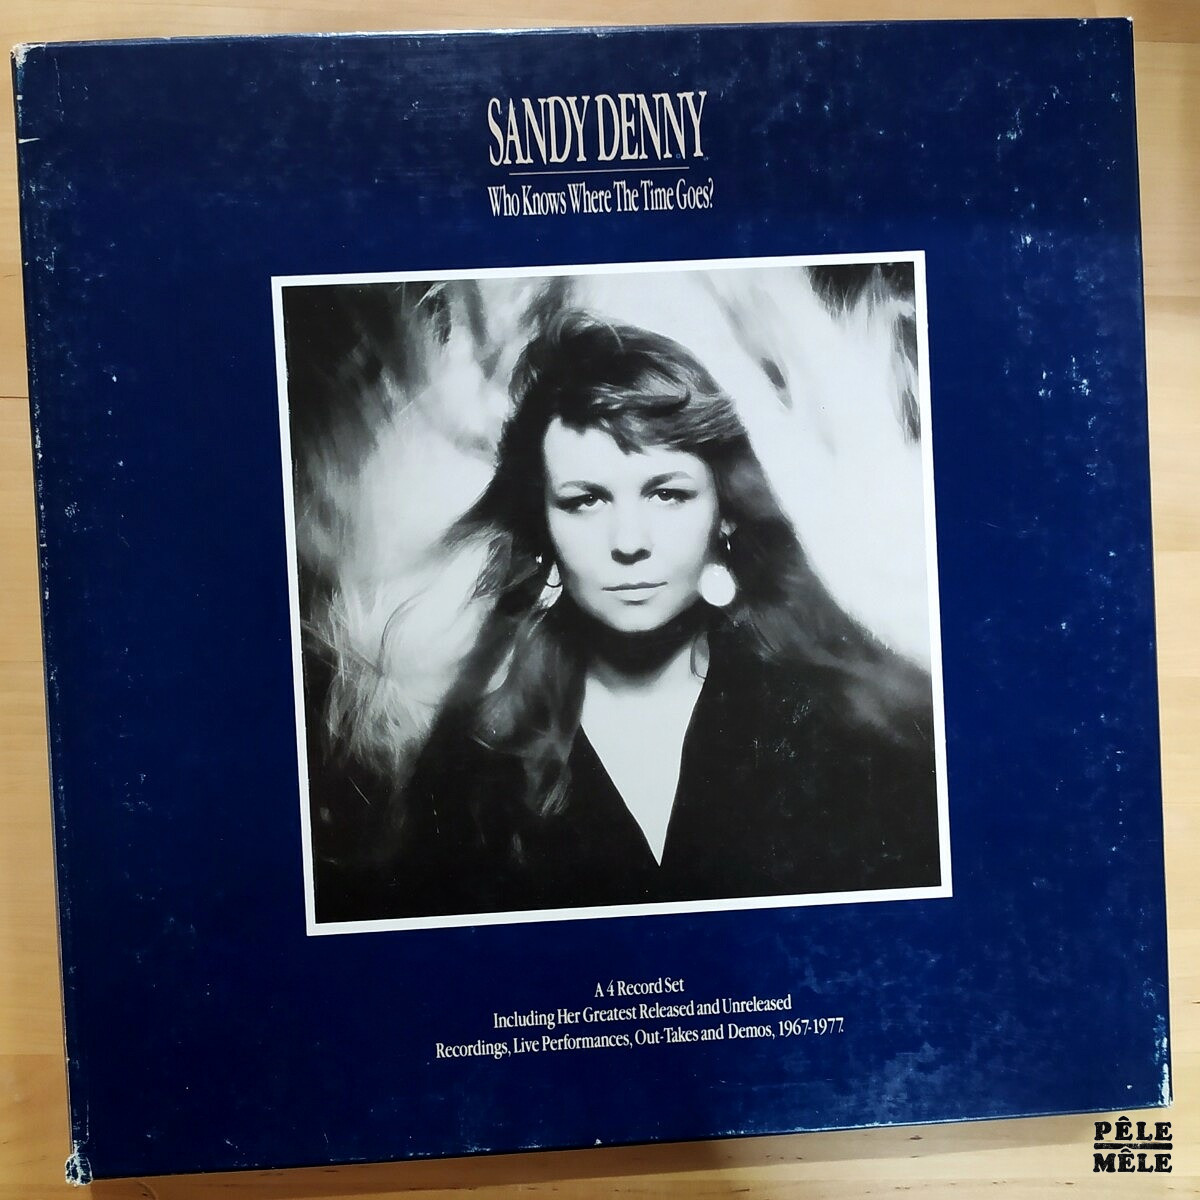 SANDY DENNY
Who Knows Where The Time Goes?
A 4 Record Set
Including Her Greatest Released and Unreleased
Recordings, Live Performances, Out-Takes and Demos, 1967-1977.
PÊLE
MÊLE